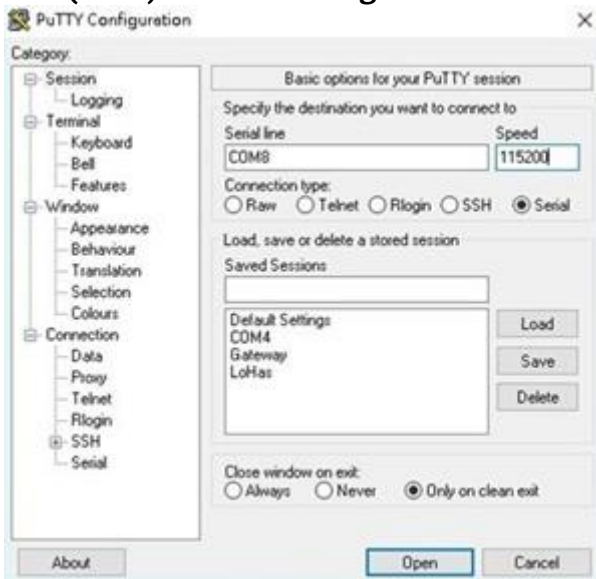 PuTTY Configuration
Category:
Session
Logging
Terminal
Keyboard
Bell
Features
Window
Appearance
Behaviour
Translation
Selection
Colours
Connection
Data
Proxy
Telnet
Rlogin
SSH
Serial
Basic options for your PuTTY session
Specify the destination you want to connect to
Serial line Speed
COM8 115200
Connection type:
Raw Telnet Rlogin SSH Serial
Load, save or delete a stored session
Saved Sessions
Default Settings
COM4
Gateway
LoHas
Load
Save
Delete
Close window on exit:
Always Never Only on clean exit
About Open Cancel